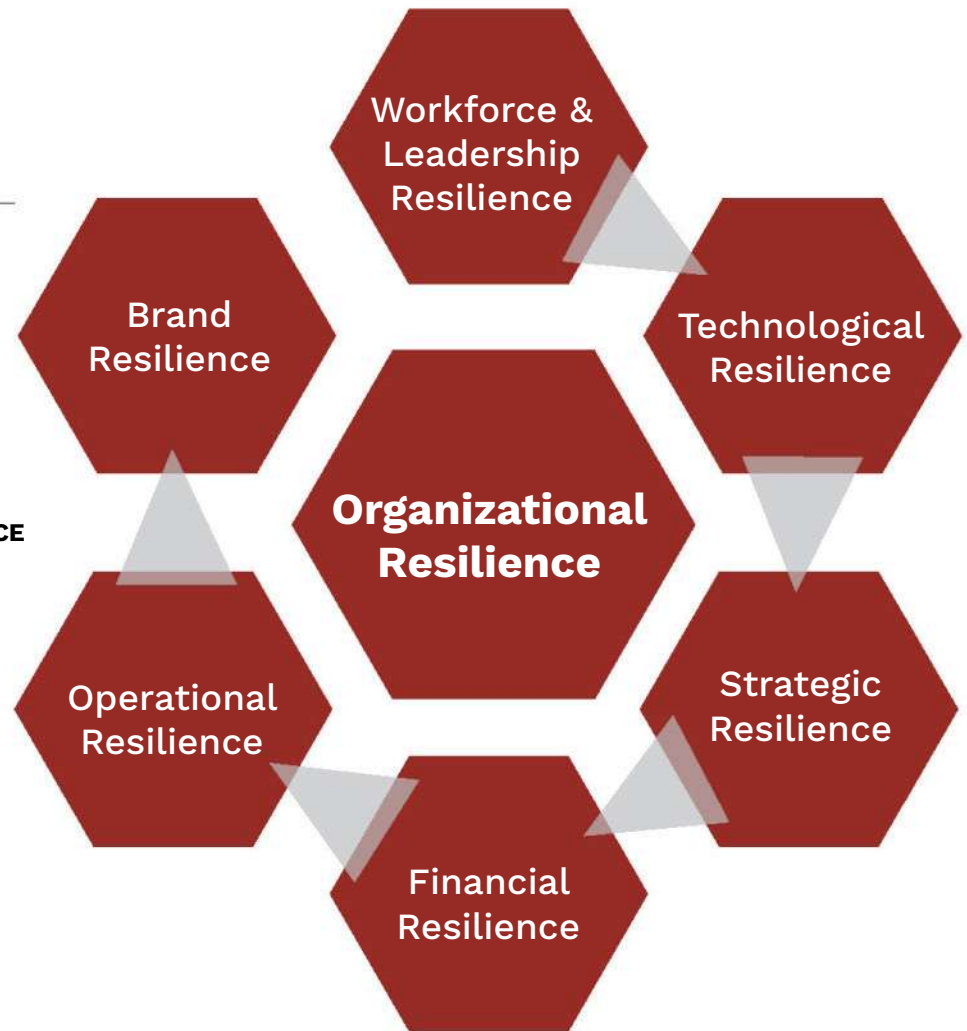 Workforce &
Leadership
Resilience
Brand
Resilience
Technological
Resilience
Organizational
Resilience
CE
Operational
Resilience
Strategic
Resilience
Financial
Resilience